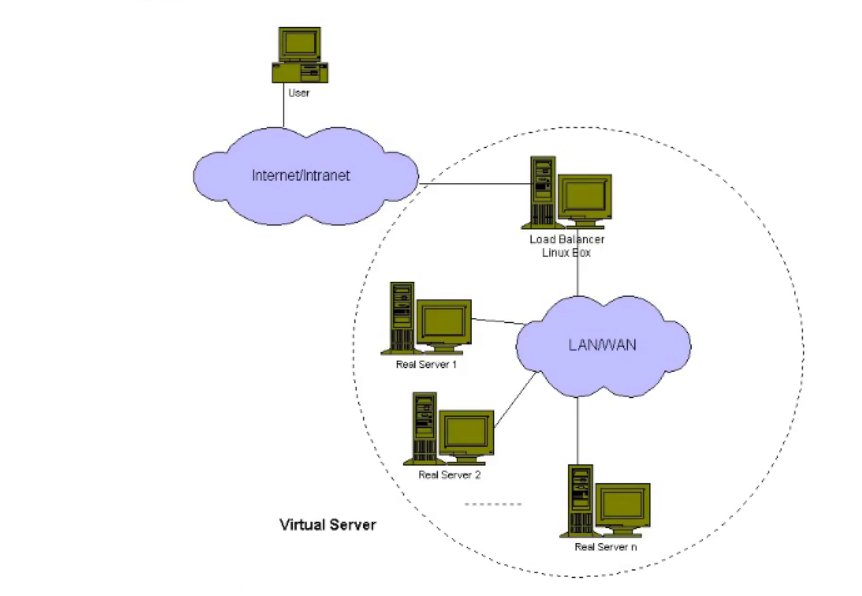 User
Internet/Intranet
Load Balancer
Linux Box
Real Server 1
LAN/WAN
Real Server 2
Virtual Server
Real Server n